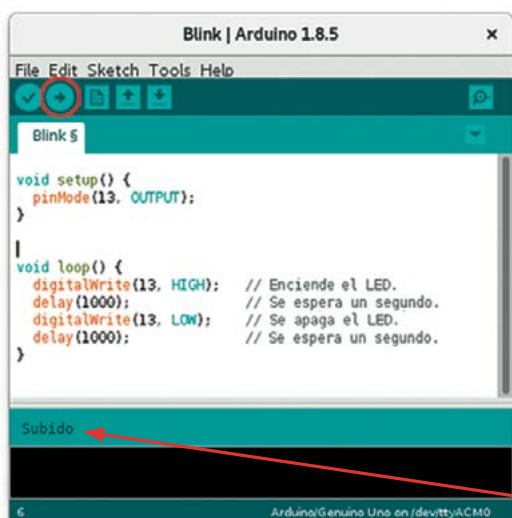 Blink | Arduino 1.8.5 ×
File Edit Sketch Tools Help
Blink §
void setup() {
pinMode(13, OUTPUT);
}
void loop() {
digitalWrite(13, HIGH); // Enciende el LED.
delay(1000); // Se espera un segundo.
digitalWrite(13, LOW); // Se apaga el LED.
delay(1000); // Se espera un segundo.
}
Subido
6 Arduino/Genuino Uno on /dev/ttyACM0